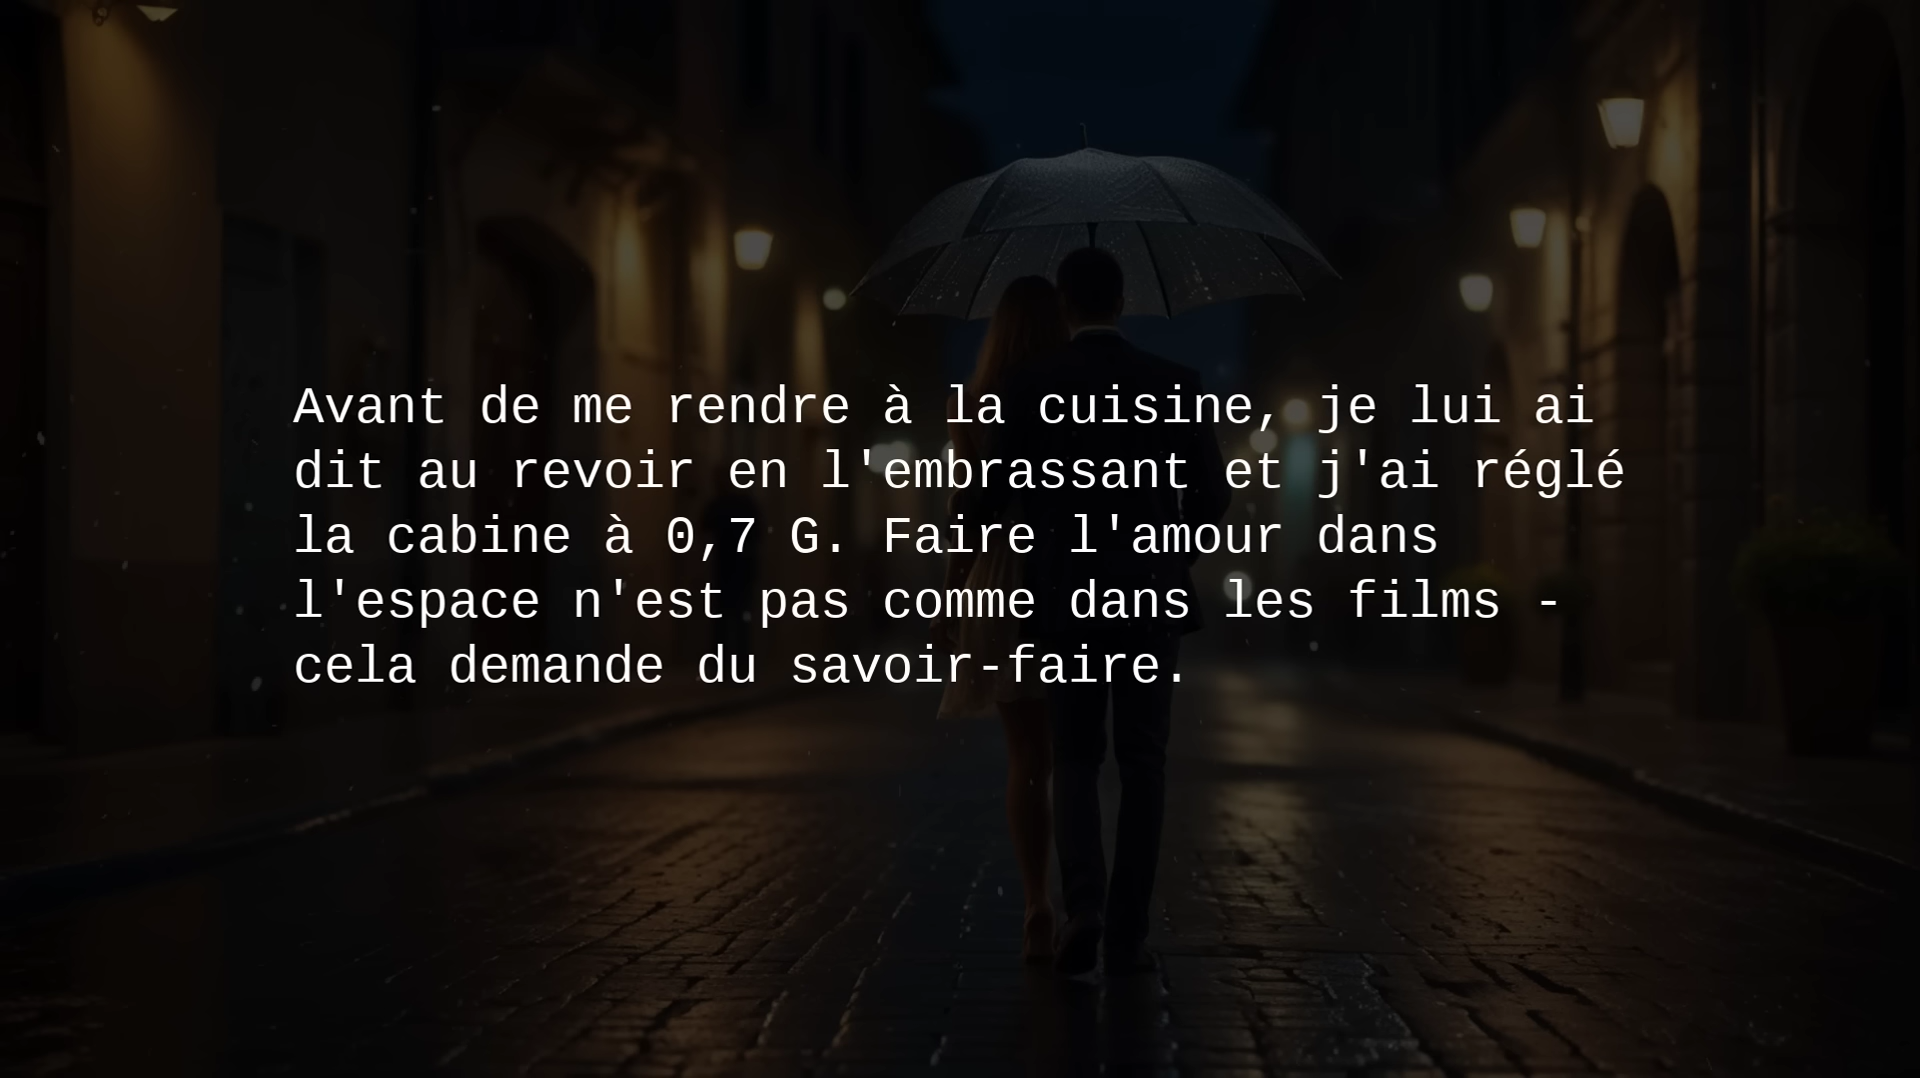 Avant de me rendre à la cuisine, je lui ai
dit au revoir en l'embrassant et j'ai réglé
la cabine à 0,7 G. Faire l'amour dans
l'espace n'est pas comme dans les films -
cela demande du savoir-faire.